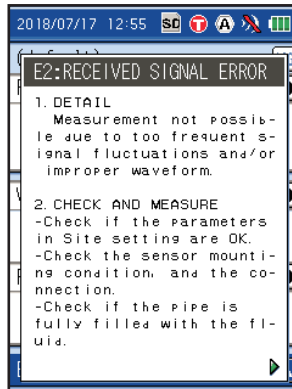 2018/07/17 12:55 SD T A
E2:RECEIVED SIGNAL ERROR
1. DETAIL
Measurement not possib-
le due to too frequent s-
ignal fluctuations and/or
improper waveform.
2. CHECK AND MEASURE
-Check if the parameters
in Site setting are OK.
-Check the sensor mounti-
ng condition, and the co-
nnection.
-Check if the pipe is
fully filled with the fl-
uid.